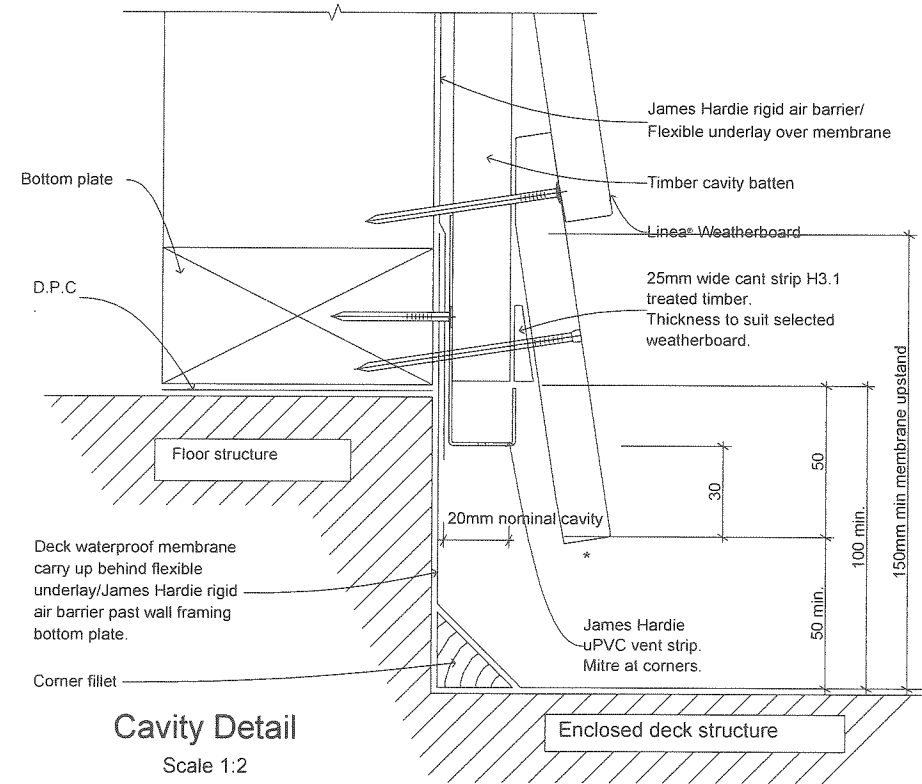 James Hardie rigid air barrier/
Flexible underlay over membrane
Bottom plate
Timber cavity batten
Linea® Weatherboard
D.P.C
25mm wide cant strip H3.1
treated timber.
Thickness to suit selected
weatherboard.
150mm min membrane upstand
Floor structure
50
30
100 min.
20mm nominal cavity
*
Deck waterproof membrane
carry up behind flexible
underlay/James Hardie rigid
air barrier past wall framing
bottom plate.
50 min.
James Hardie
uPVC vent strip.
Mitre at corners.
Corner fillet
Cavity Detail
Scale 1:2
Enclosed deck structure